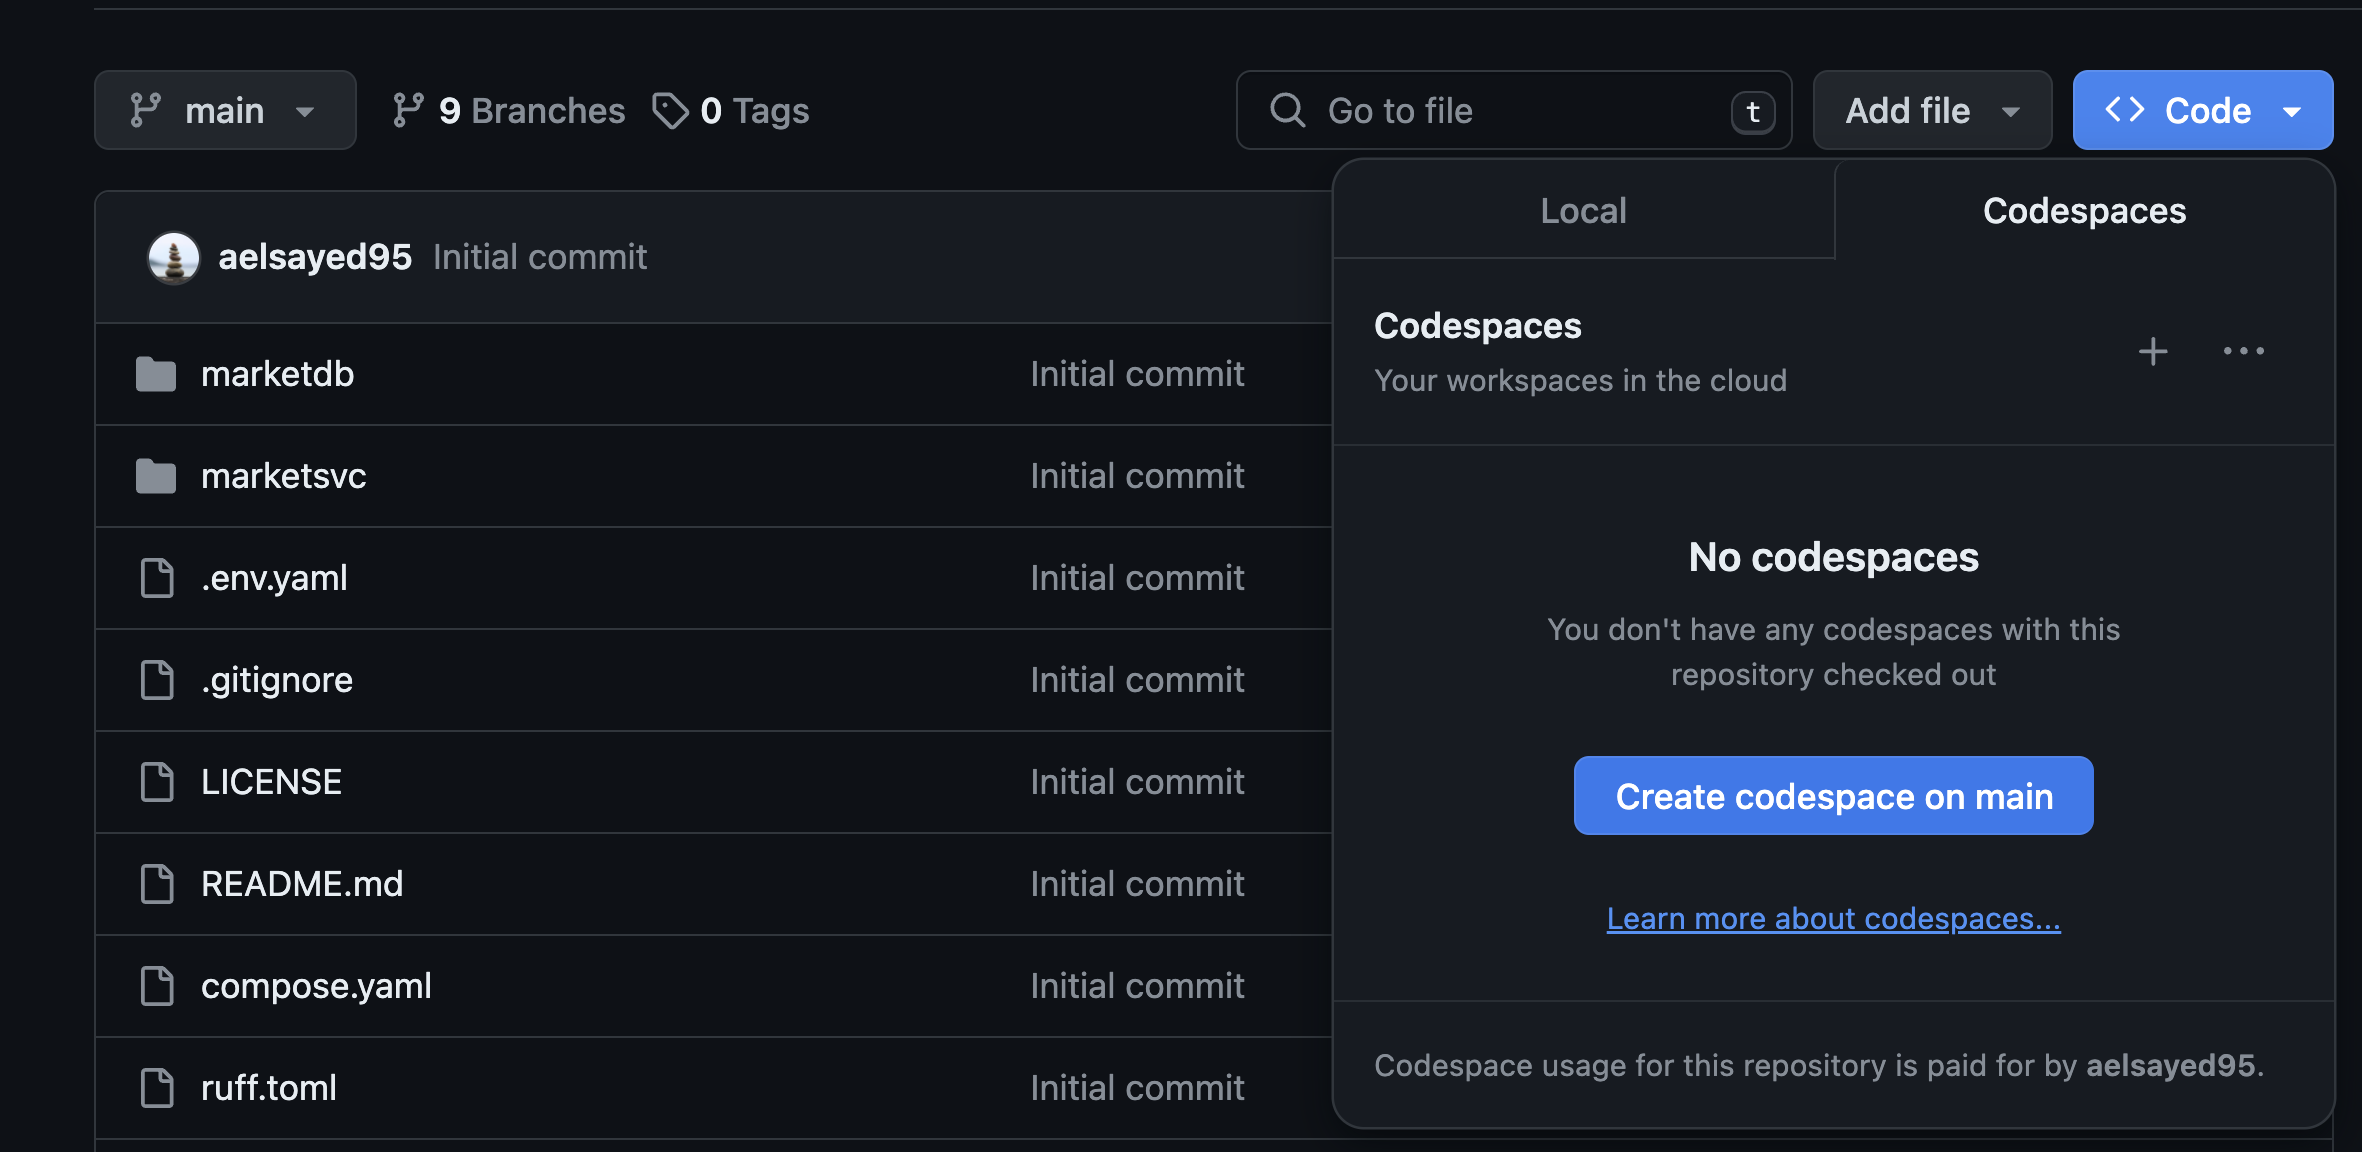 main
9 Branches
0 Tags
Go to file
t
Add file
Code
aelsayed95 Initial commit
marketdb Initial commit
marketsvc Initial commit
.env.yaml Initial commit
.gitignore Initial commit
LICENSE Initial commit
README.md Initial commit
compose.yaml Initial commit
ruff.toml Initial commit
Local
Codespaces
Codespaces
Your workspaces in the cloud
No codespaces
You don't have any codespaces with this
repository checked out
Create codespace on main
Learn more about codespaces...
Codespace usage for this repository is paid for by aelsayed95.